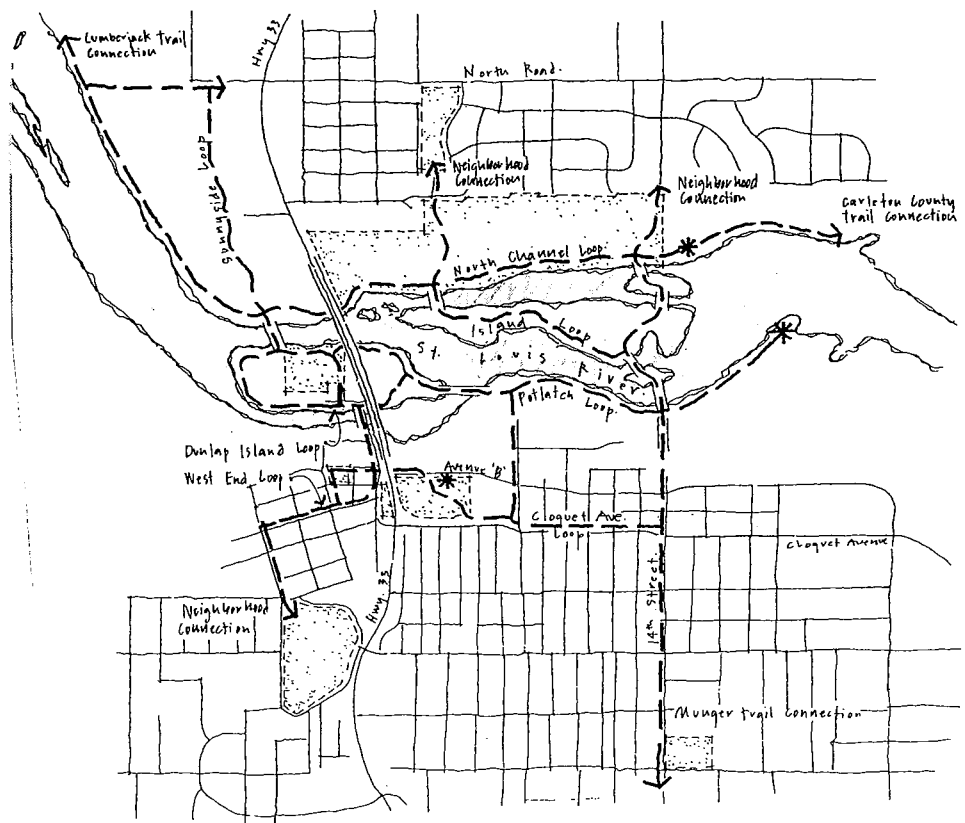 Lumberjack Trail
Connection
Hwy 33
North Road.
Sunnyside Loop
Neighborhood
Connection
Neighborhood
Connection
Carleton County
Trail Connection
North Channel Loop
Island Loop
St. Louis River
Potlatch Loop.
Dunlap Island Loop
West End Loop
Avenue 'B'
Cloquet Ave.
Loop
Cloquet Avenue
Hwy. 33
14th Street
Neighborhood
Connection
Munger Trail Connection